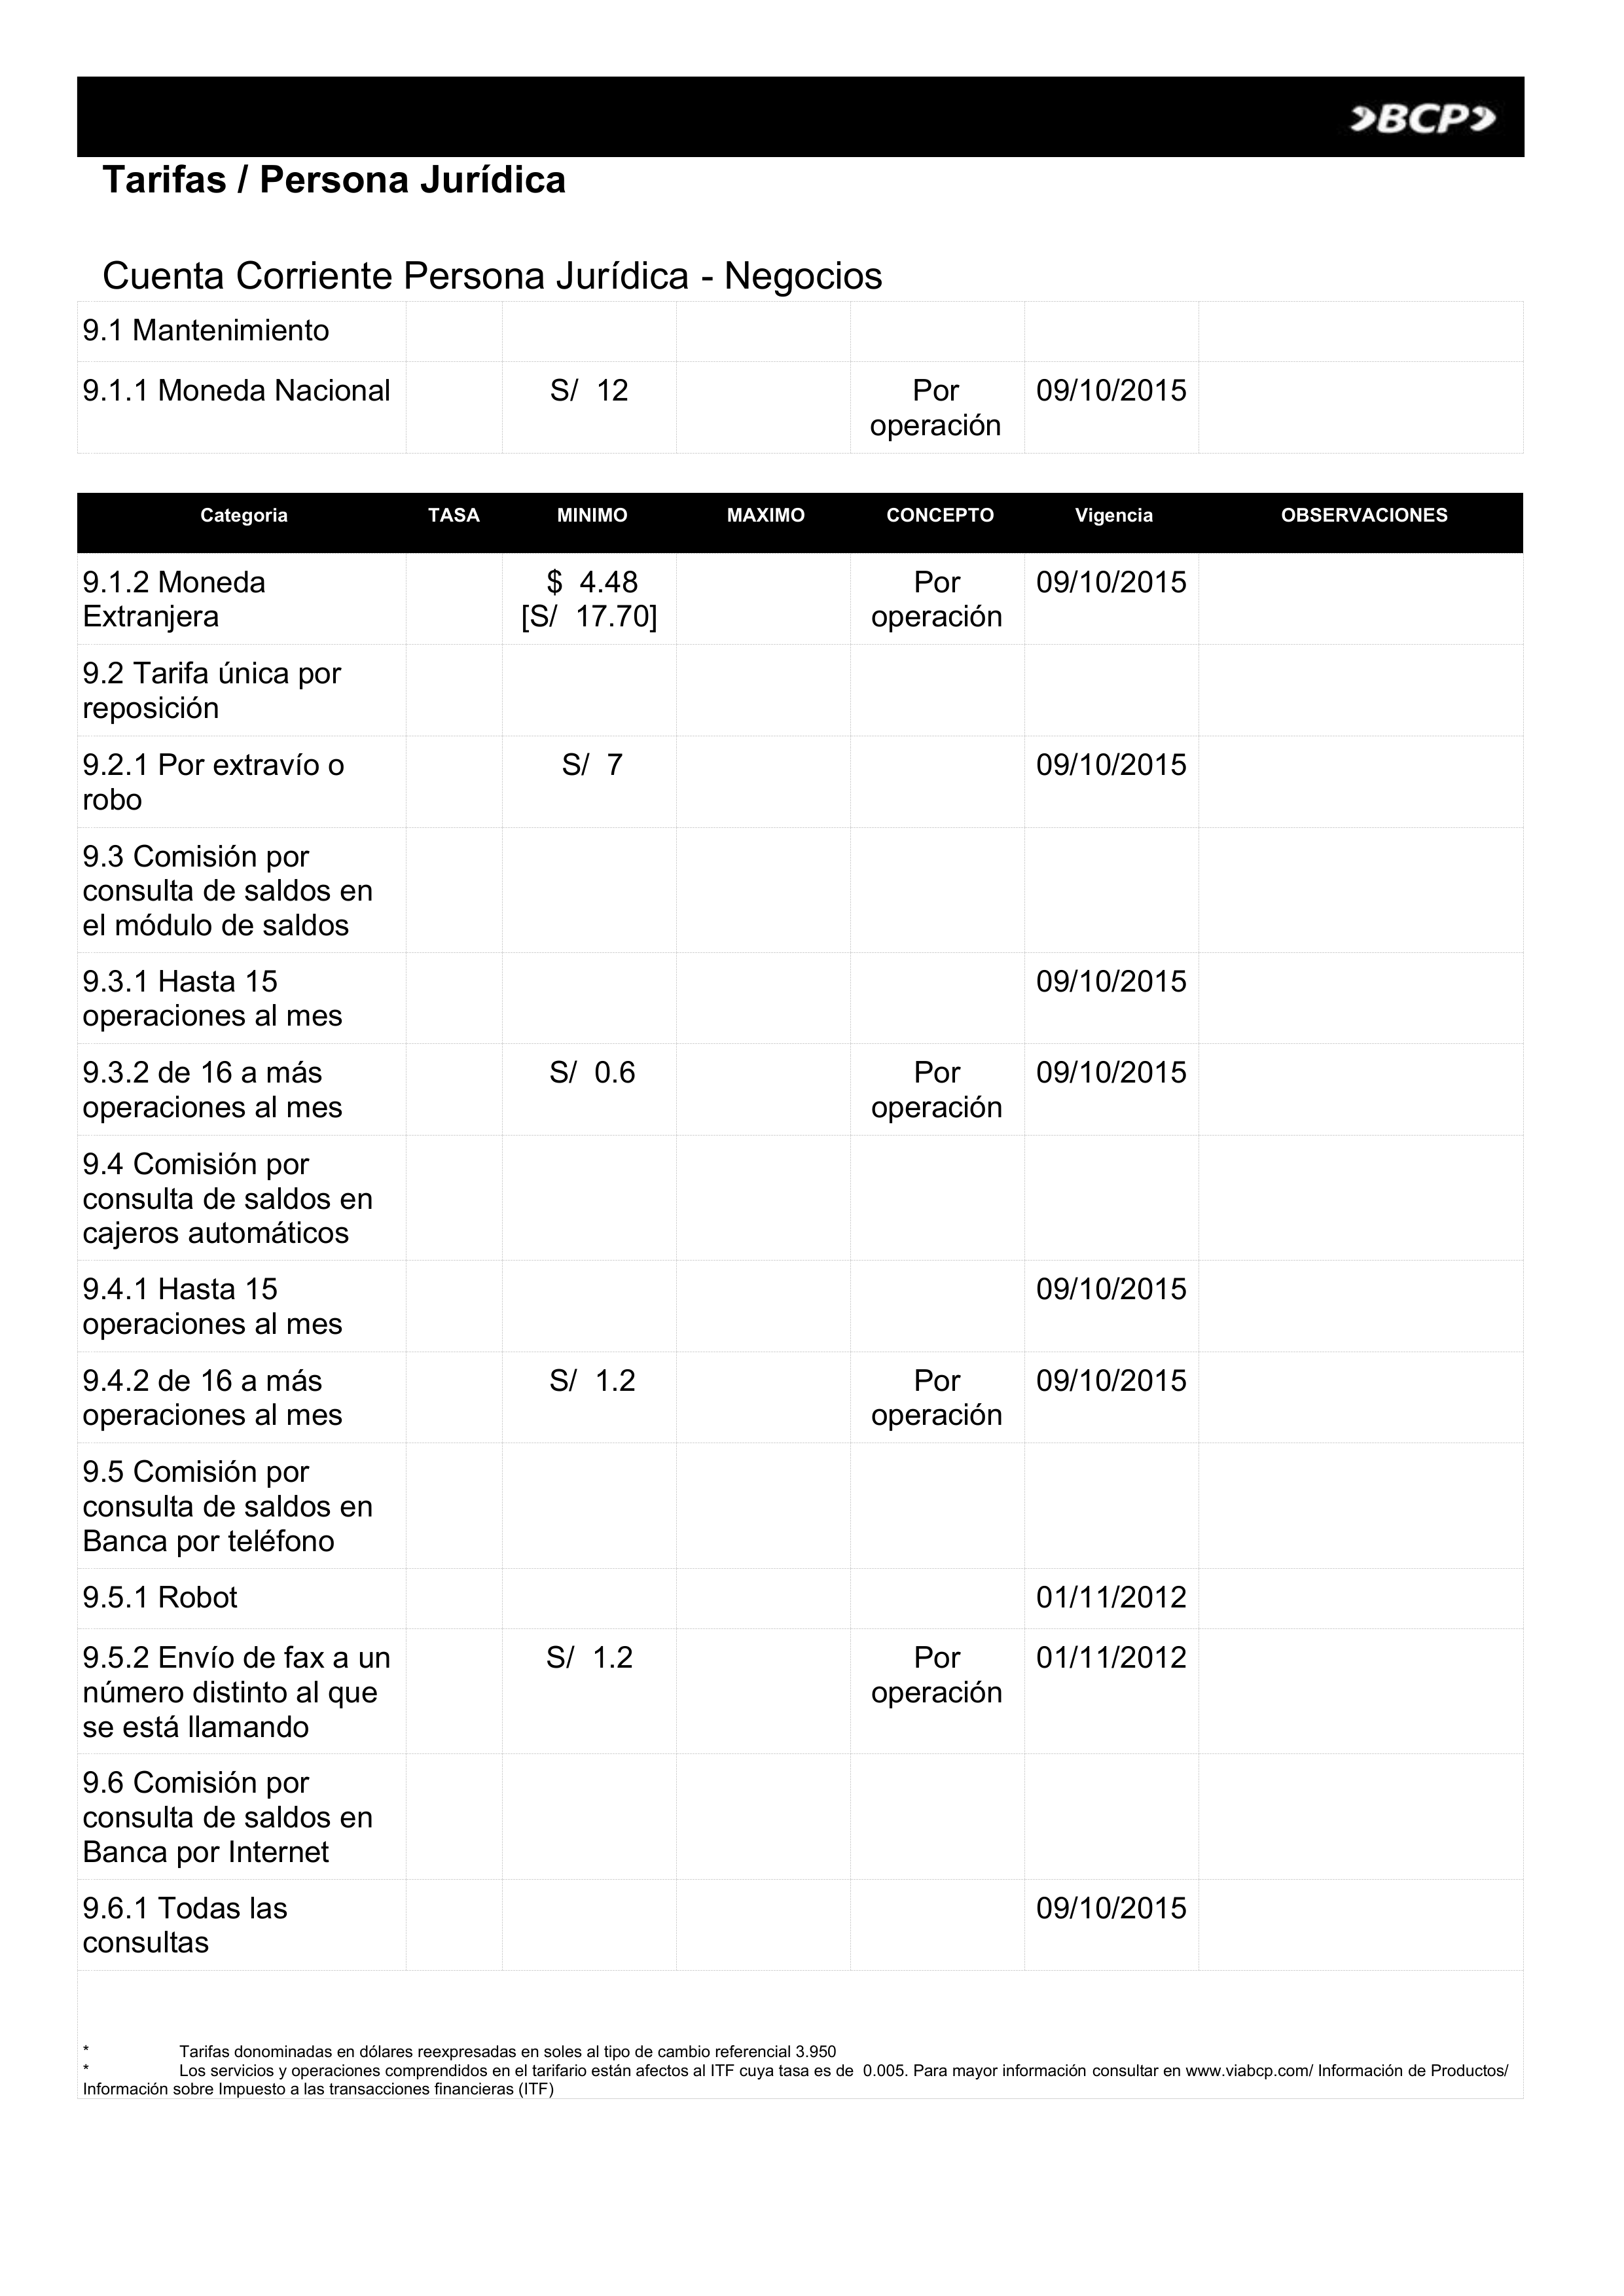 BCP
Tarifas / Persona Jurídica
Cuenta Corriente Persona Jurídica - Negocios
9.1 Mantenimiento
9.1.1 Moneda Nacional S/ 12 Por 09/10/2015
operación
Categoria TASA MINIMO MAXIMO CONCEPTO Vigencia OBSERVACIONES
9.1.2 Moneda $ 4.48 Por 09/10/2015
Extranjera [S/ 17.70] operación
9.2 Tarifa única por
reposición
9.2.1 Por extravío o S/ 7 09/10/2015
robo
9.3 Comisión por
consulta de saldos en
el módulo de saldos
9.3.1 Hasta 15 09/10/2015
operaciones al mes
9.3.2 de 16 a más S/ 0.6 Por 09/10/2015
operaciones al mes operación
9.4 Comisión por
consulta de saldos en
cajeros automáticos
9.4.1 Hasta 15 09/10/2015
operaciones al mes
9.4.2 de 16 a más S/ 1.2 Por 09/10/2015
operaciones al mes operación
9.5 Comisión por
consulta de saldos en
Banca por teléfono
9.5.1 Robot 01/11/2012
9.5.2 Envío de fax a un S/ 1.2 Por 01/11/2012
número distinto al que operación
se está llamando
9.6 Comisión por
consulta de saldos en
Banca por Internet
9.6.1 Todas las 09/10/2015
consultas
* Tarifas donominadas en dólares reexpresadas en soles al tipo de cambio referencial 3.950
* Los servicios y operaciones comprendidos en el tarifario están afectos al ITF cuya tasa es de 0.005. Para mayor información consultar en www.viabcp.com/ Información de Productos/
Información sobre Impuesto a las transacciones financieras (ITF)